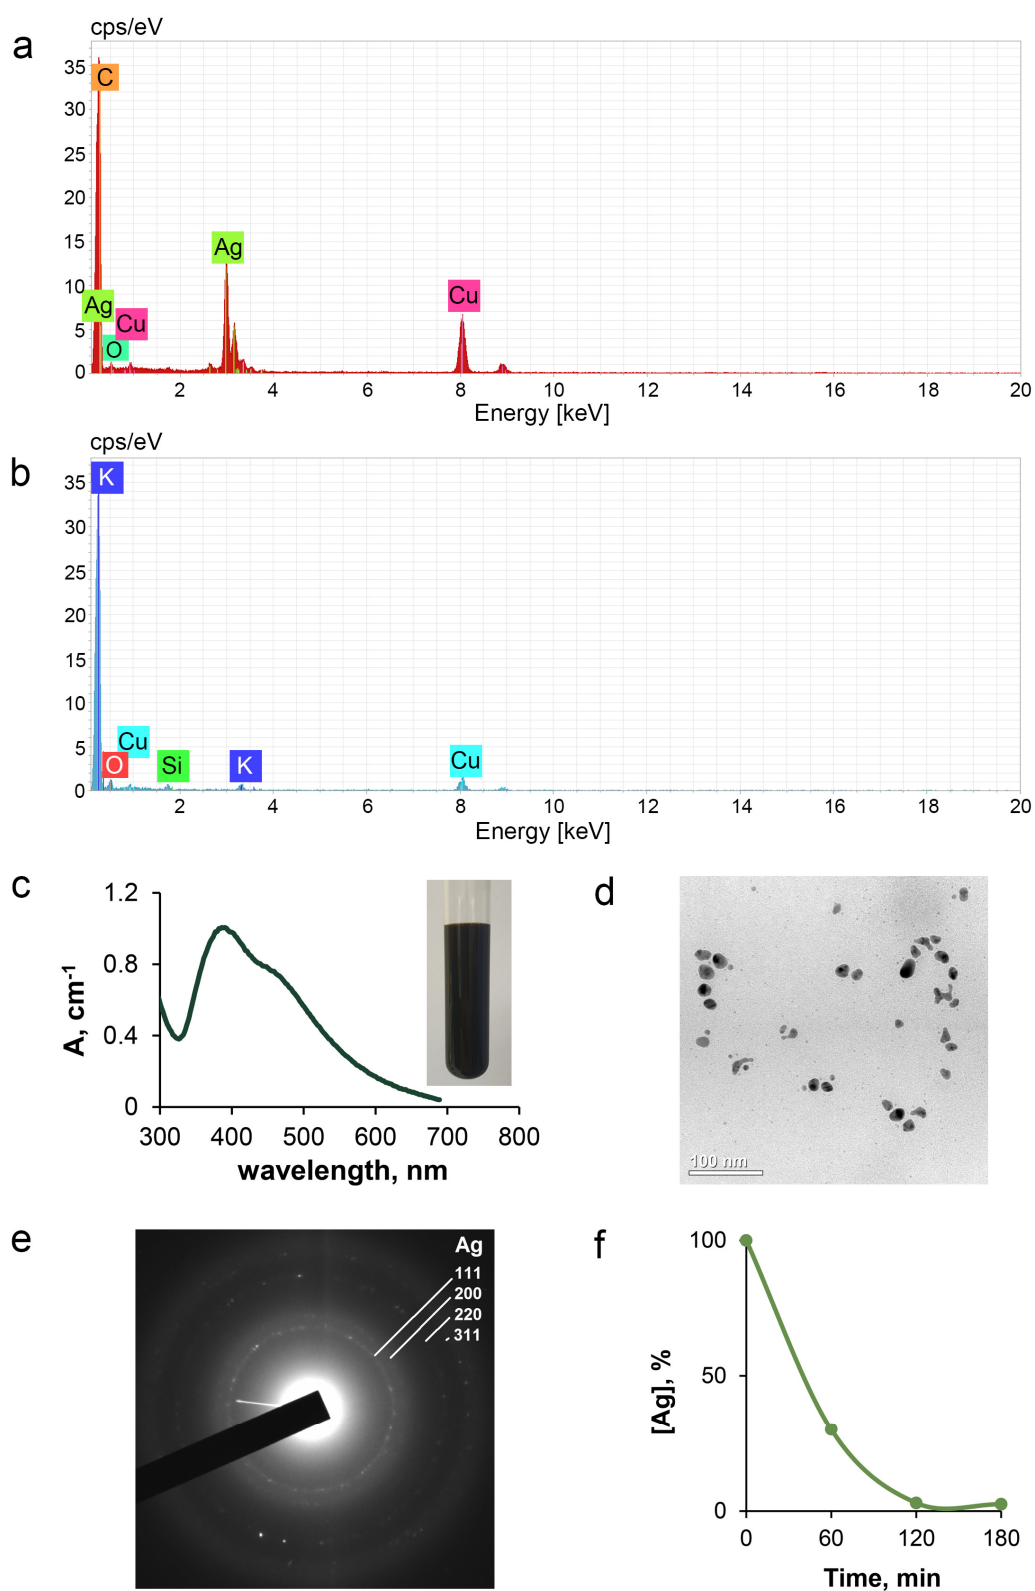 a
cps/eV
35
30
25
20
15
10
5
0
C
Ag
O
Cu
Ag
Cu
2 4 6 8 10 12 14 16 18 20
Energy [keV]
b
cps/eV
35
30
25
20
15
10
5
0
K
O
Cu
Si
K
Cu
2 4 6 8 10 12 14 16 18 20
Energy [keV]
c
1.2
0.8
0.4
0
A, cm-1
300 400 500 600 700 800
wavelength, nm
d
100 nm
e
Ag
111
200
220
311
f
100
50
0
[Ag], %
0 60 120 180
Time, min